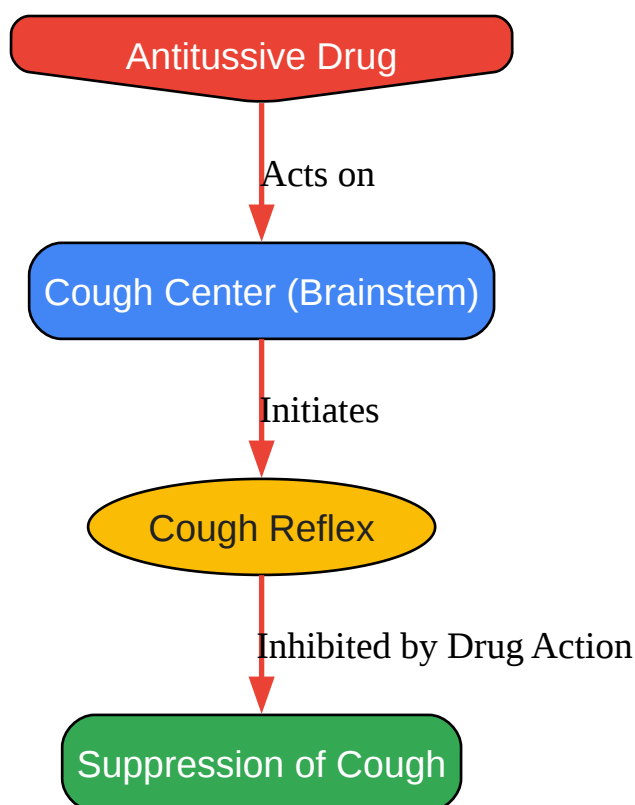 Antitussive Drug
Acts on
Cough Center (Brainstem)
Initiates
Cough Reflex
Inhibited by Drug Action
Suppression of Cough